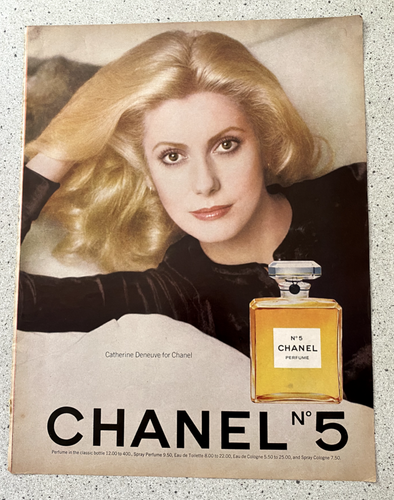 N°5
CHANEL
PERFUME
Catherine Deneuve for Chanel
CHANEL N°5
Perfume in the classic bottle 12.00 to 400., Spray Perfume 9.50, Eau de Toilette 8.00 to 22.00, Eau de Cologne 5.50 to 25.00, and Spray Cologne 7.50.